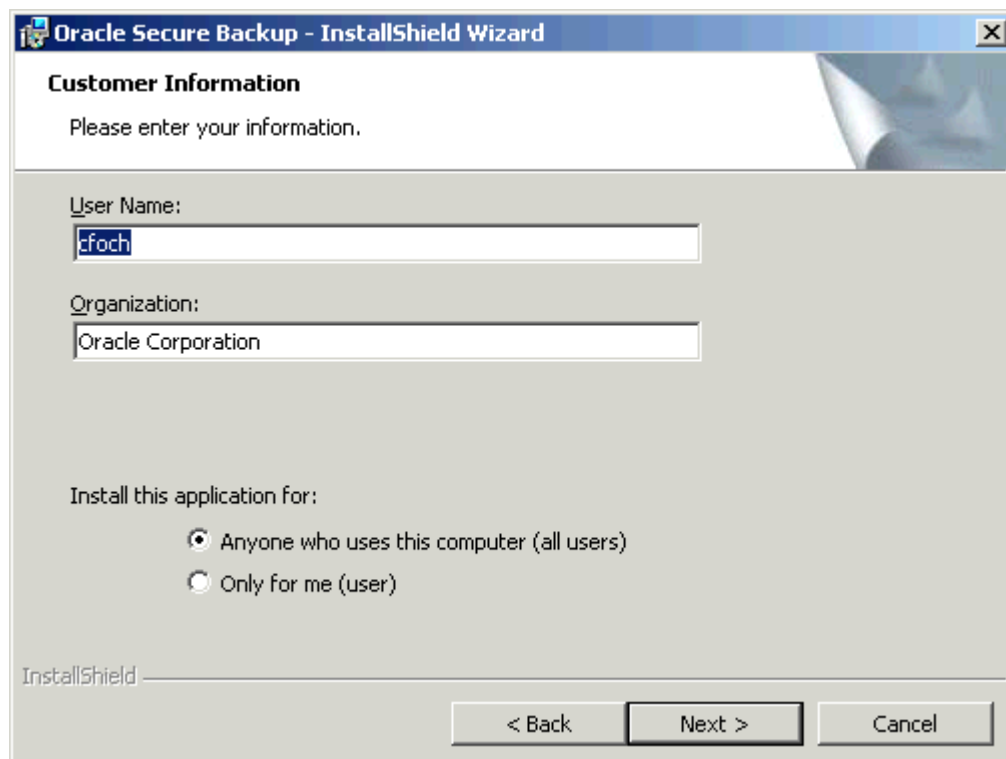 Oracle Secure Backup - InstallShield Wizard
Customer Information
Please enter your information.
User Name:
cfoch
Organization:
Oracle Corporation
Install this application for:
Anyone who uses this computer (all users)
Only for me (user)
InstallShield
< Back Next > Cancel